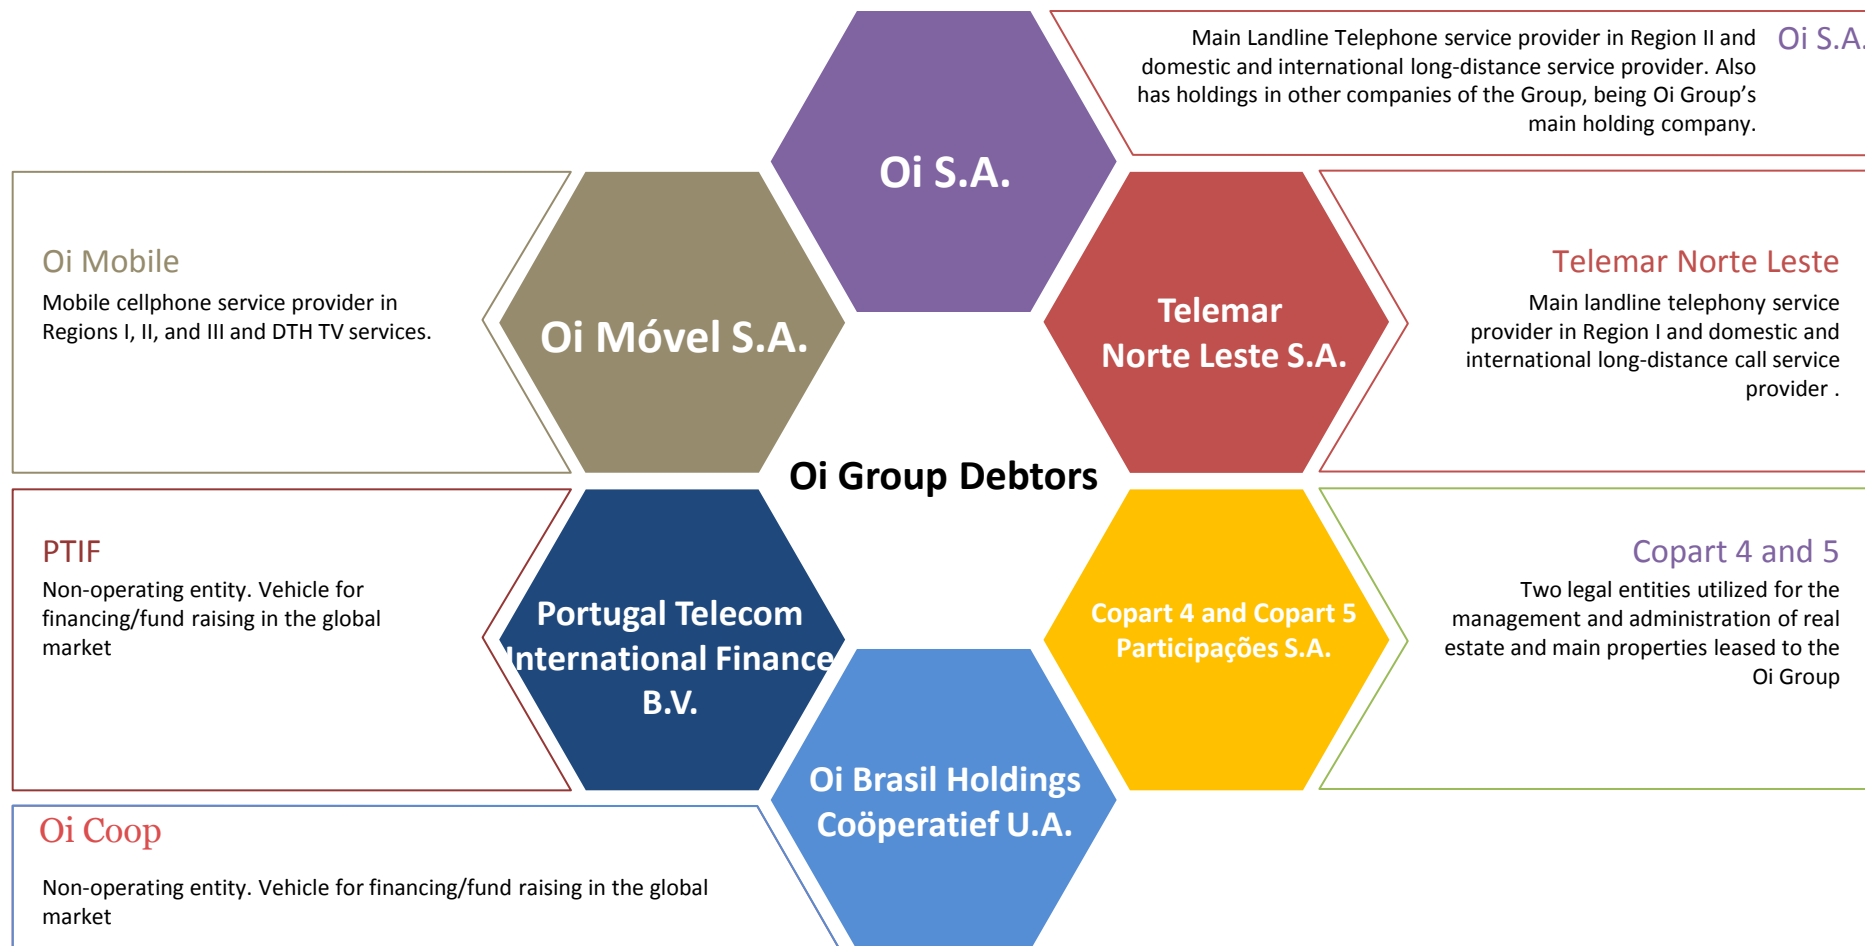 Main Landline Telephone service provider in Region II and
domestic and international long-distance service provider. Also
has holdings in other companies of the Group, being Oi Group’s
main holding company.
Oi S.A.
Oi S.A.
Oi Mobile
Mobile cellphone service provider in
Regions I, II, and III and DTH TV services.
Oi Móvel S.A.
Telemar
Norte Leste S.A.
Telemar Norte Leste
Main landline telephony service
provider in Region I and domestic and
international long-distance call service
provider .
Oi Group Debtors
PTIF
Non-operating entity. Vehicle for
financing/fund raising in the global
market
Portugal Telecom
International Finance
B.V.
Copart 4 and Copart 5
Participações S.A.
Copart 4 and 5
Two legal entities utilized for the
management and administration of real
estate and main properties leased to the
Oi Group
Oi Brasil Holdings
Coöperatief U.A.
Oi Coop
Non-operating entity. Vehicle for financing/fund raising in the global
market